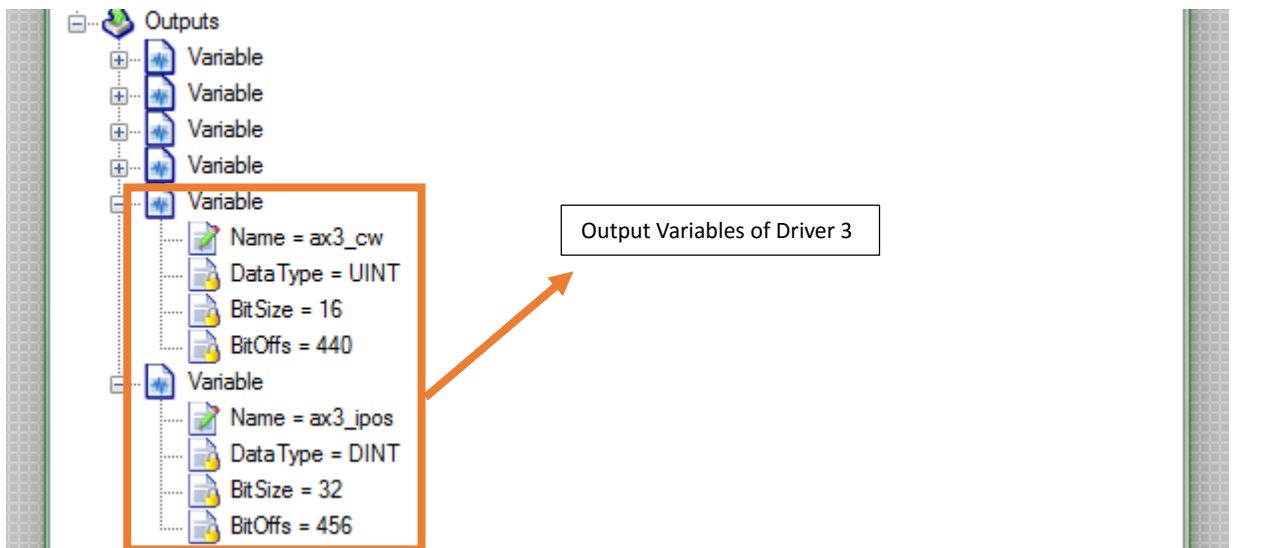 Outputs
Variable
Variable
Variable
Variable
Variable
Name = ax3_cw
DataType = UINT
BitSize = 16
BitOffs = 440
Variable
Name = ax3_ipos
DataType = DINT
BitSize = 32
BitOffs = 456
Output Variables of Driver 3